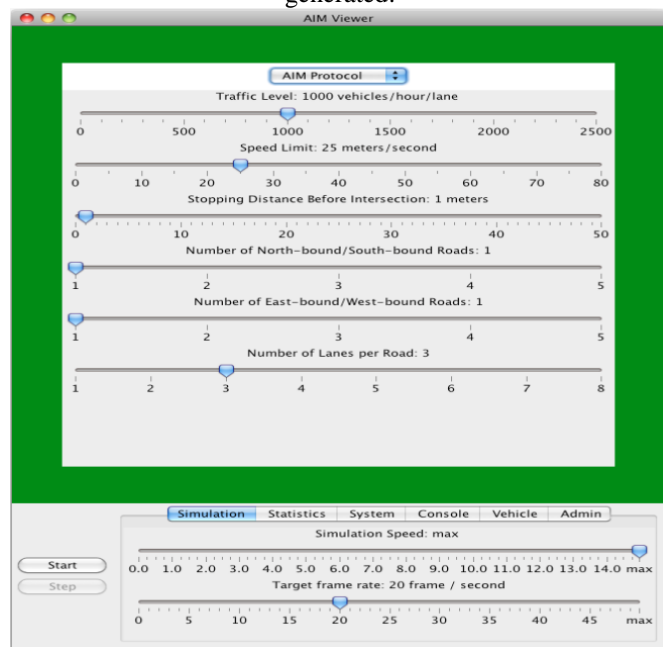 generated.
AIM Viewer
AIM Protocol
Traffic Level: 1000 vehicles/hour/lane
0 500 1000 1500 2000 2500
Speed Limit: 25 meters/second
0 10 20 30 40 50 60 70 80
Stopping Distance Before Intersection: 1 meters
0 10 20 30 40 50
Number of North-bound/South-bound Roads: 1
1 2 3 4 5
Number of East-bound/West-bound Roads: 1
1 2 3 4 5
Number of Lanes per Road: 3
1 2 3 4 5 6 7 8
Simulation Statistics System Console Vehicle Admin
Simulation Speed: max
Start
0.0 1.0 2.0 3.0 4.0 5.0 6.0 7.0 8.0 9.0 10.0 11.0 12.0 13.0 14.0 max
Step
Target frame rate: 20 frame / second
0 5 10 15 20 25 30 35 40 45 max